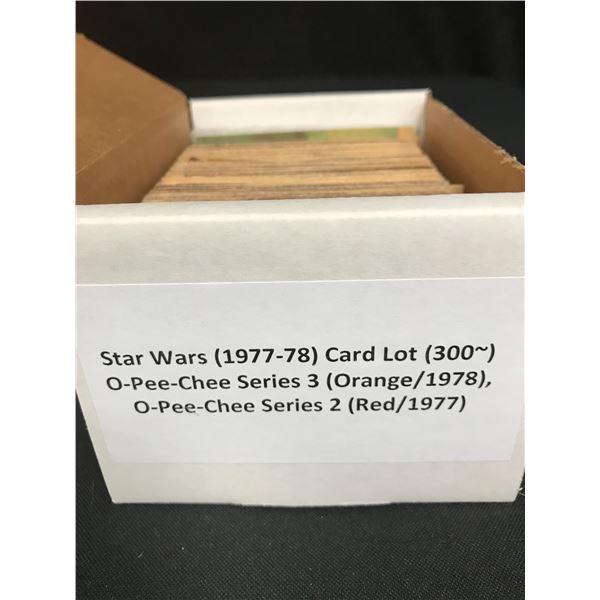 Star Wars (1977-78) Card Lot (300~)
O-Pee-Chee Series 3 (Orange/1978),
O-Pee-Chee Series 2 (Red/1977)